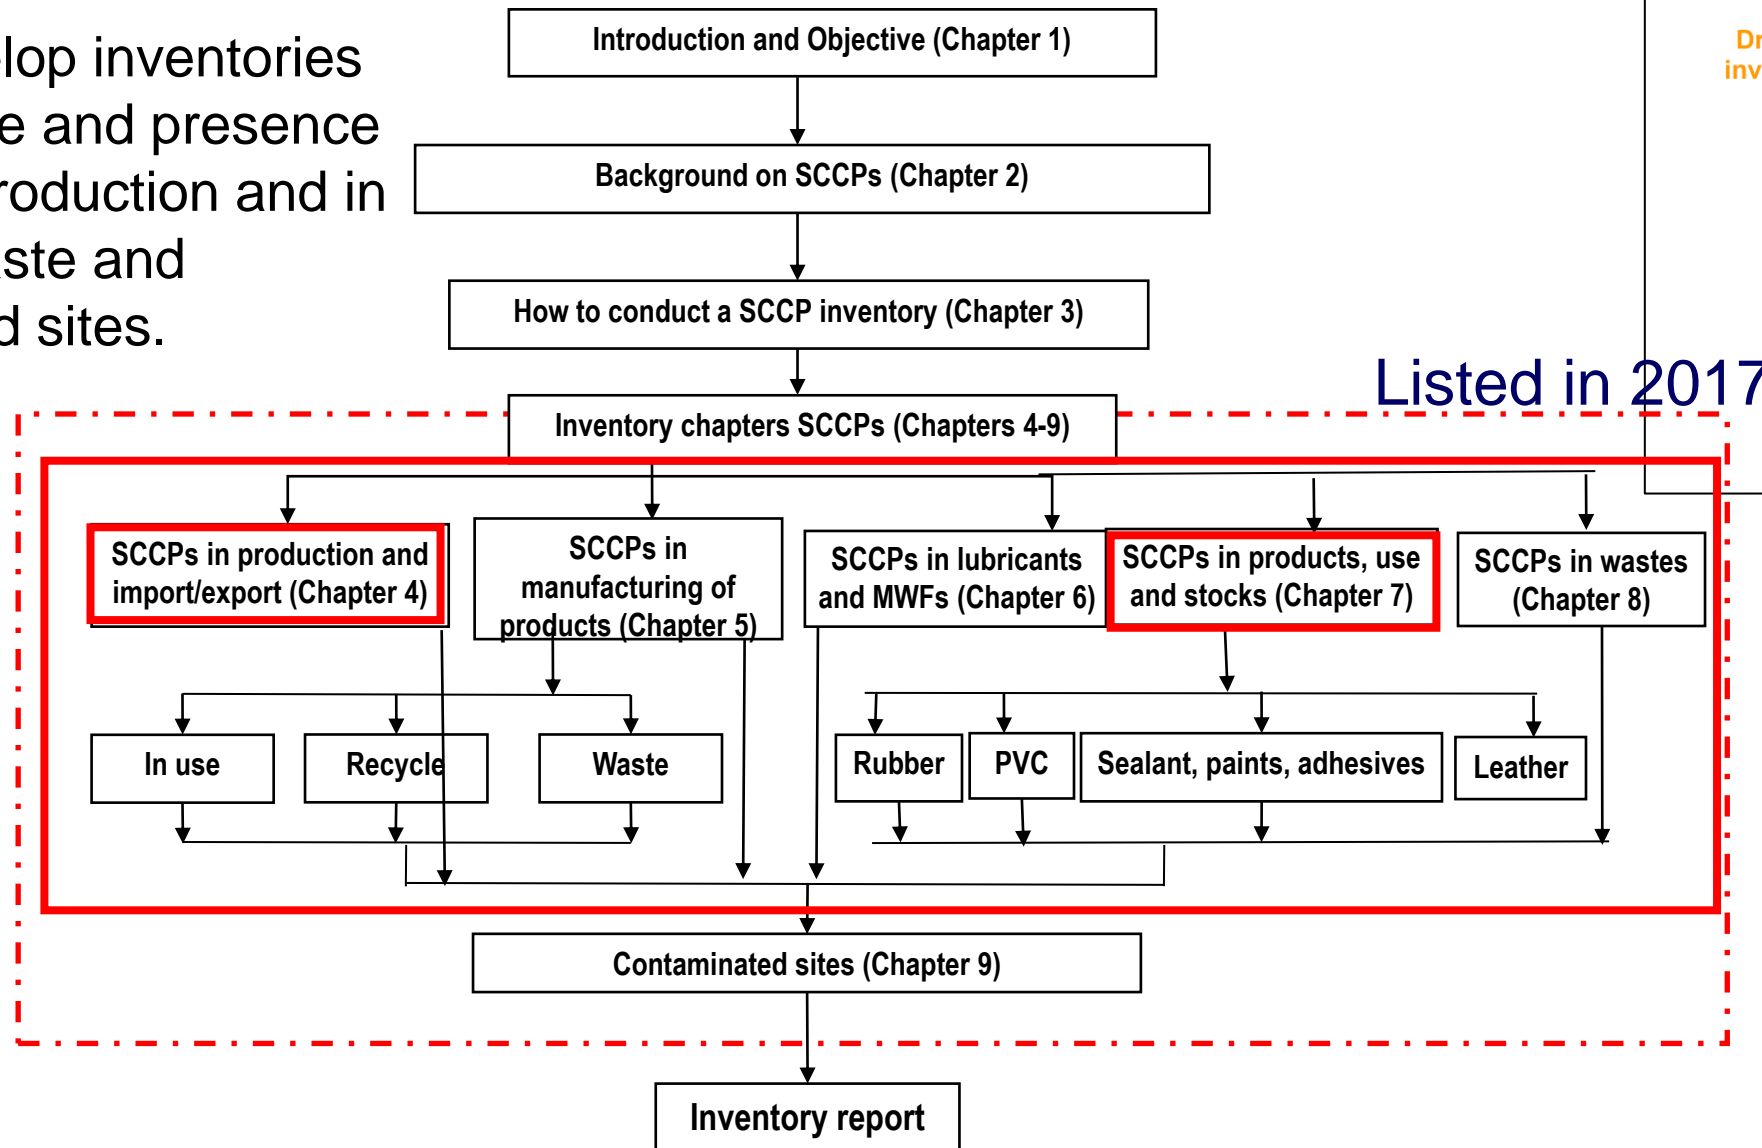 Introduction and Objective (Chapter 1)
elop inventories
e and presence
roduction and in
aste and
d sites.
Background on SCCPs (Chapter 2)
How to conduct a SCCP inventory (Chapter 3)
Listed in 2017
Inventory chapters SCCPs (Chapters 4-9)
SCCPs in production and
import/export (Chapter 4)
SCCPs in
manufacturing of
products (Chapter 5)
SCCPs in lubricants
and MWFs (Chapter 6)
SCCPs in products, use
and stocks (Chapter 7)
SCCPs in wastes
(Chapter 8)
In use
Recycle
Waste
Rubber
PVC
Sealant, paints, adhesives
Leather
Contaminated sites (Chapter 9)
Inventory report